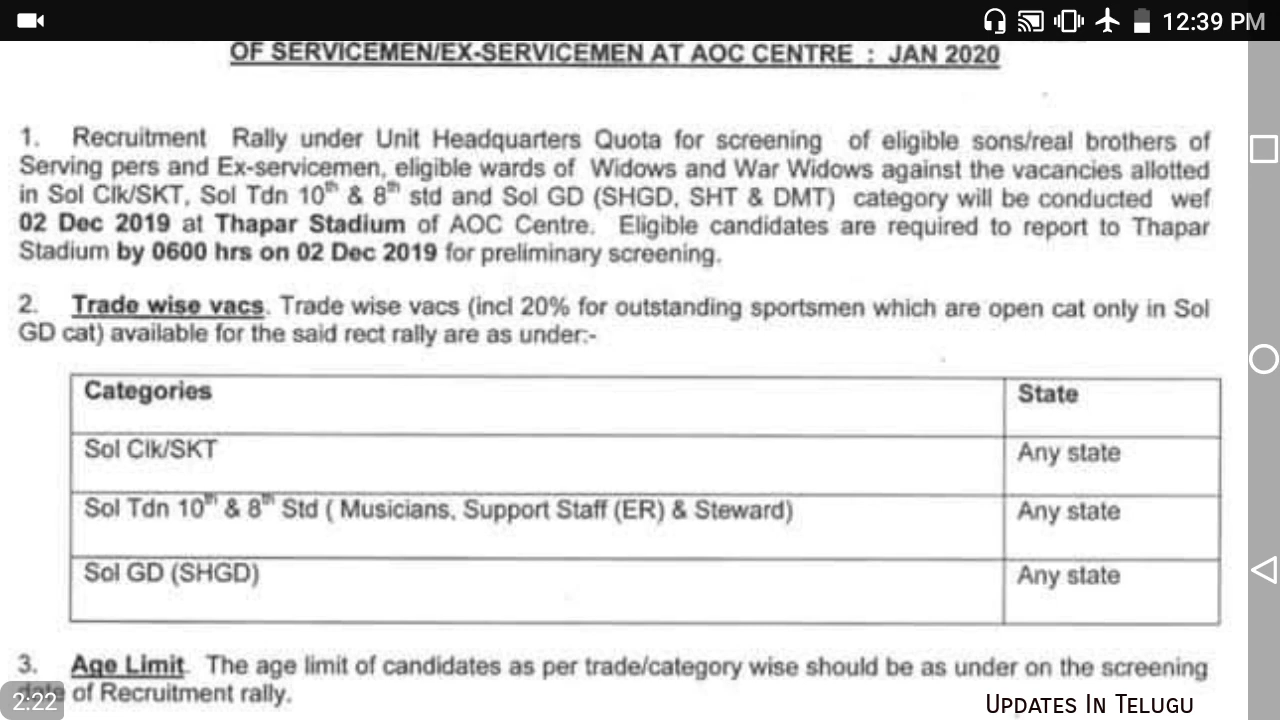 12:39 PM
OF SERVICEMEN/EX-SERVICEMEN AT AOC CENTRE : JAN 2020
1. Recruitment Rally under Unit Headquarters Quota for screening of eligible sons/real brothers of
Serving pers and Ex-servicemen, eligible wards of Widows and War Widows against the vacancies allotted
in Sol Clk/SKT, Sol Tdn 10th & 8th std and Sol GD (SHGD, SHT & DMT) category will be conducted wef
02 Dec 2019 at Thapar Stadium of AOC Centre. Eligible candidates are required to report to Thapar
Stadium by 0600 hrs on 02 Dec 2019 for preliminary screening.
2. Trade wise vacs. Trade wise vacs (incl 20% for outstanding sportsmen which are open cat only in Sol
GD cat) available for the said rect rally are as under:-
Categories State
Sol Clk/SKT Any state
Sol Tdn 10th & 8th Std ( Musicians, Support Staff (ER) & Steward) Any state
Sol GD (SHGD) Any state
3. Age Limit. The age limit of candidates as per trade/category wise should be as under on the screening
of Recruitment rally.
2:22
UPDATES IN TELUGU